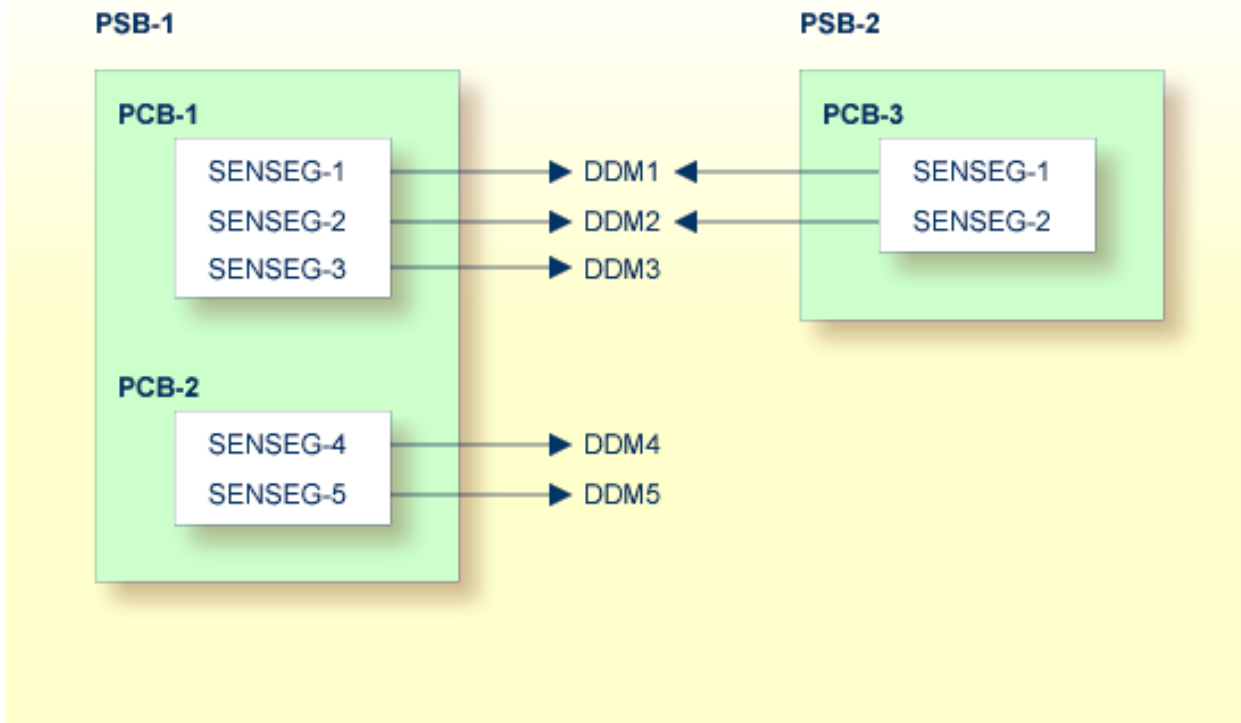 PSB-1
PSB-2
PCB-1
PCB-3
SENSEG-1
DDM1
SENSEG-1
SENSEG-2
DDM2
SENSEG-2
SENSEG-3
DDM3
PCB-2
SENSEG-4
DDM4
SENSEG-5
DDM5